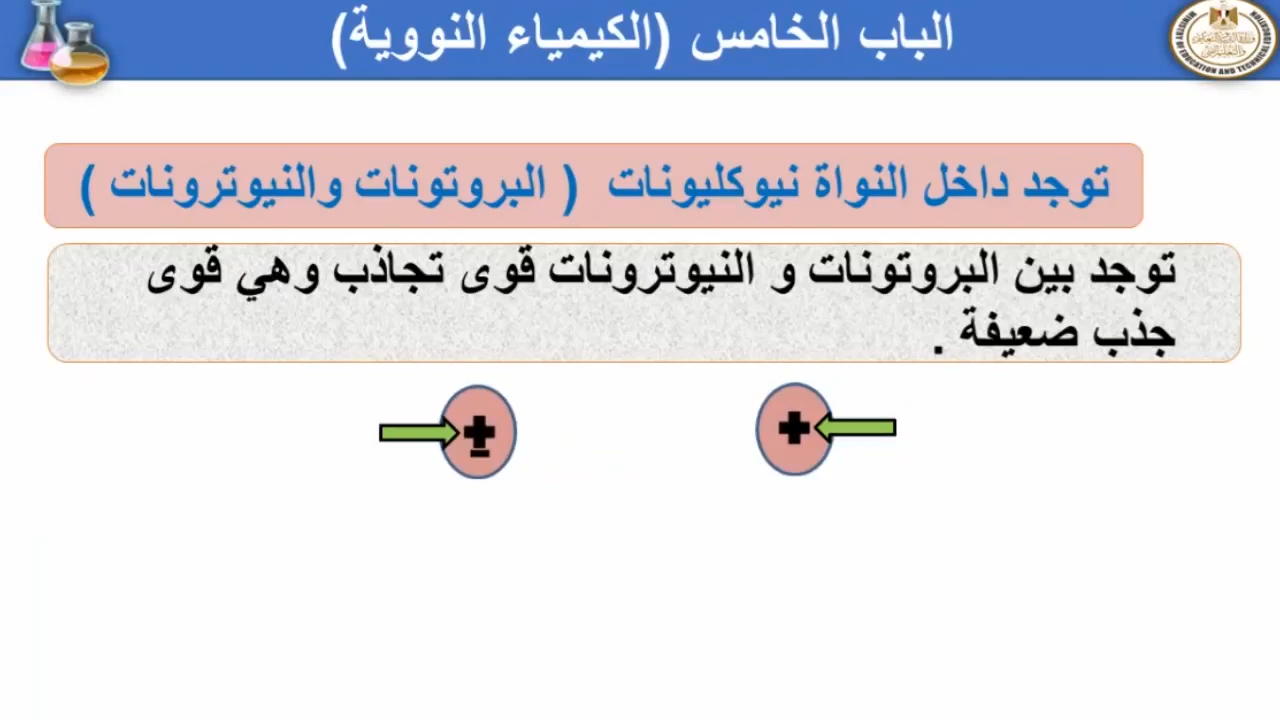 الباب الخامس (الكيمياء النووية)
توجد داخل النواة نيوكليونات ( البروتونات والنيوترونات )
توجد بين البروتونات و النيوترونات قوى تجاذب وهي قوى
جذب ضعيفة .
±
+